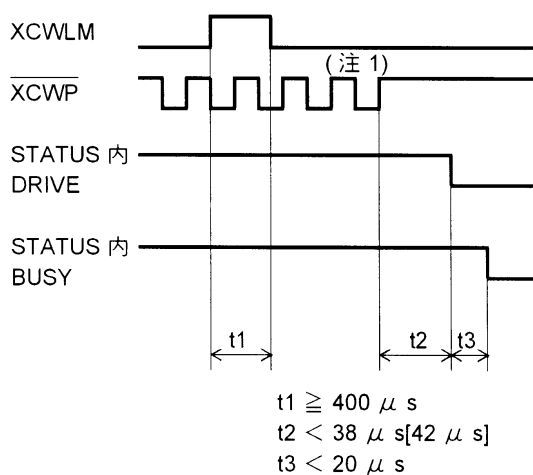 XCWLM
(注 1)
XCWP
STATUS 内
DRIVE
STATUS 内
BUSY
t1
t2
t3
t1 ≧ 400 μ s
t2 < 38 μ s[42 μ s]
t3 < 20 μ s